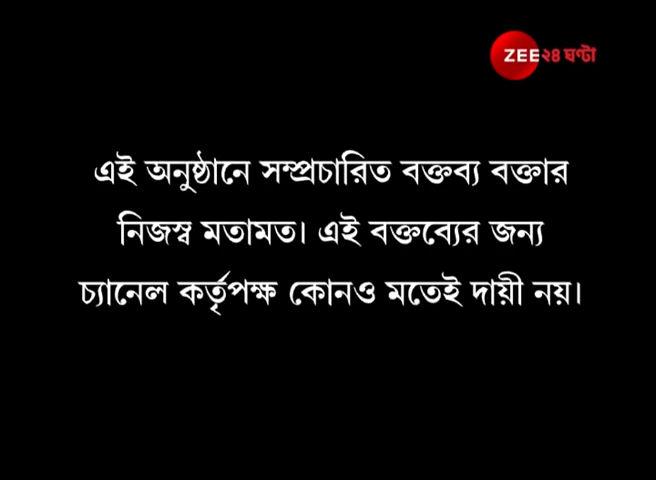 ZEE ২৪ ঘণ্টা
এই অনুষ্ঠানে সম্প্রচারিত বক্তব্য বক্তার
নিজস্ব মতামত। এই বক্তব্যের জন্য
চ্যানেল কর্তৃপক্ষ কোনও মতেই দায়ী নয়।